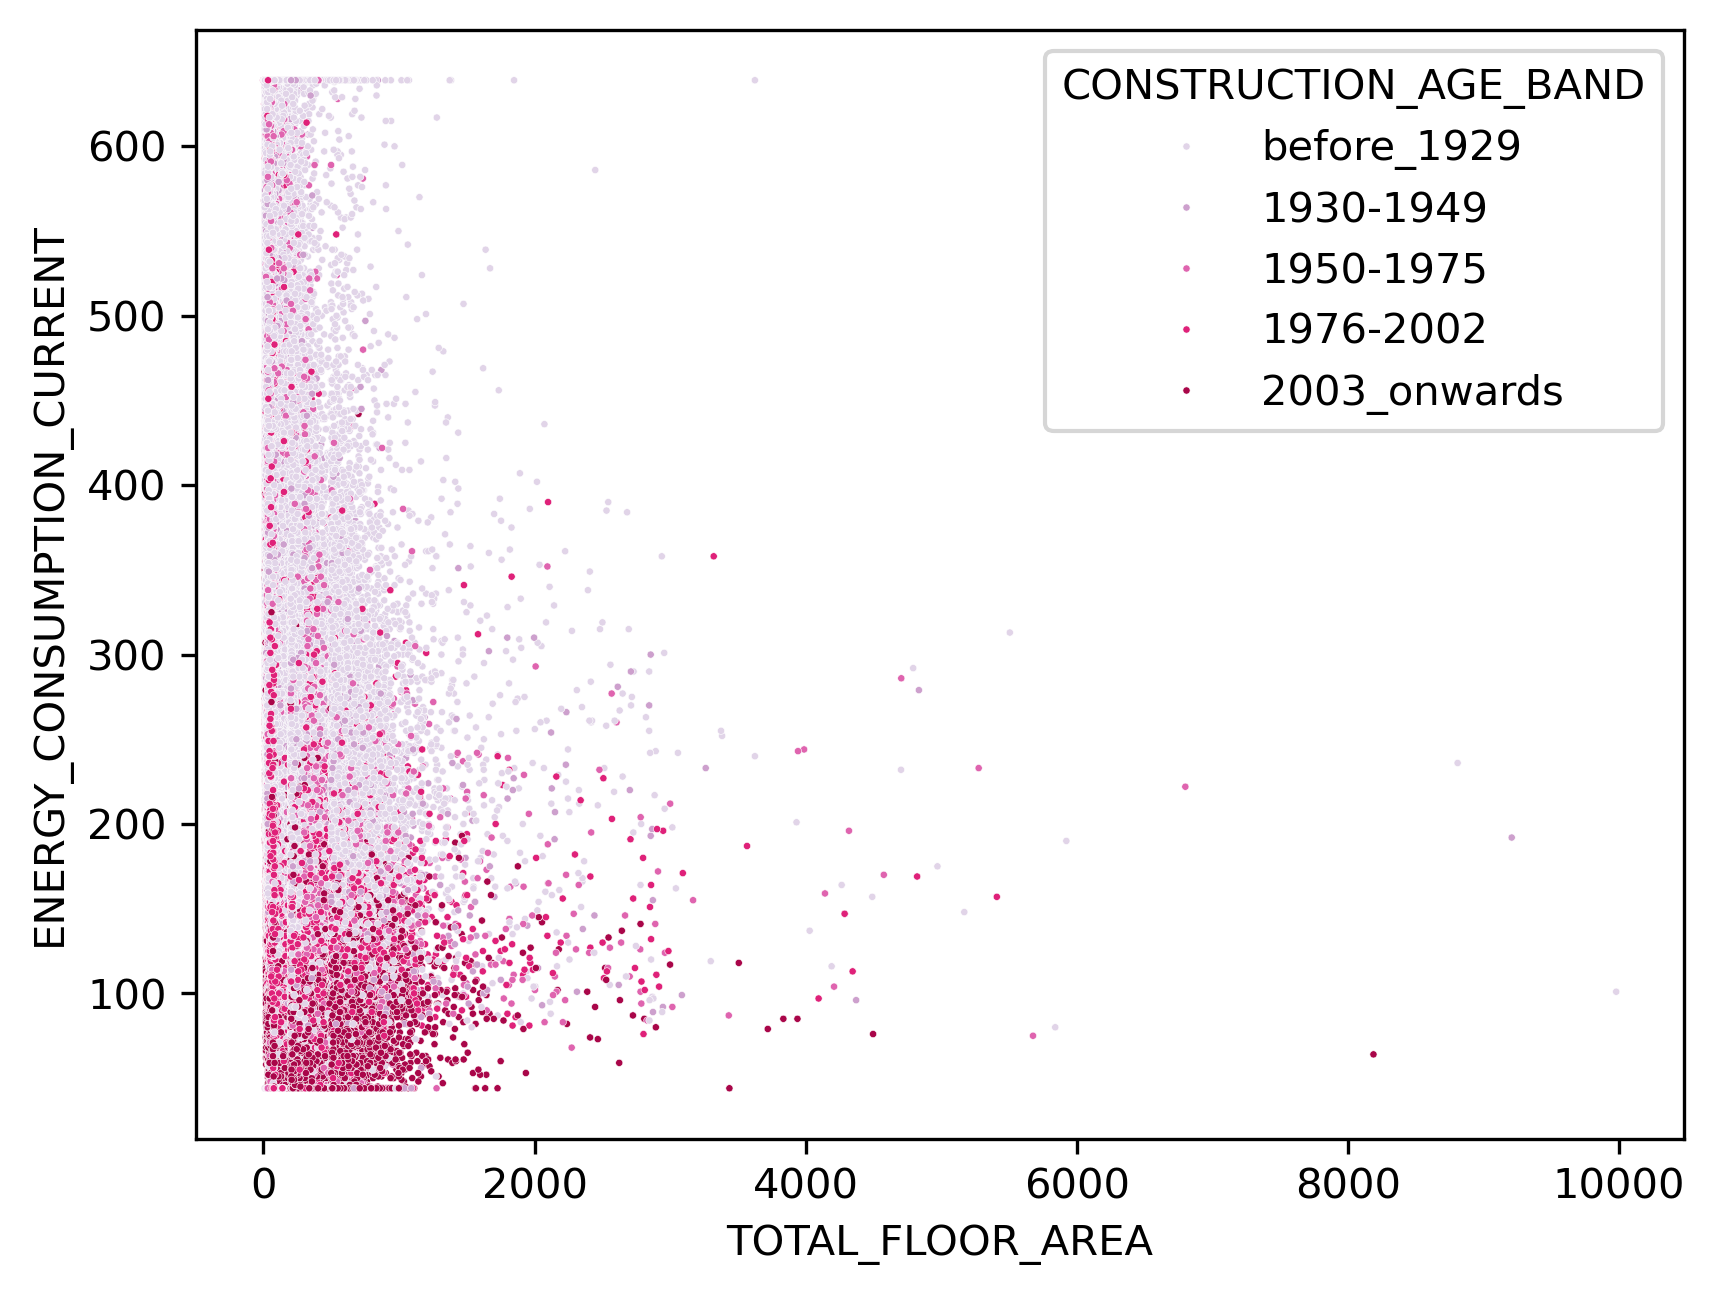 CONSTRUCTION_AGE_BAND
before_1929
1930-1949
1950-1975
1976-2002
2003_onwards
ENERGY_CONSUMPTION_CURRENT
600
500
400
300
200
100
0 2000 4000 6000 8000 10000
TOTAL_FLOOR_AREA